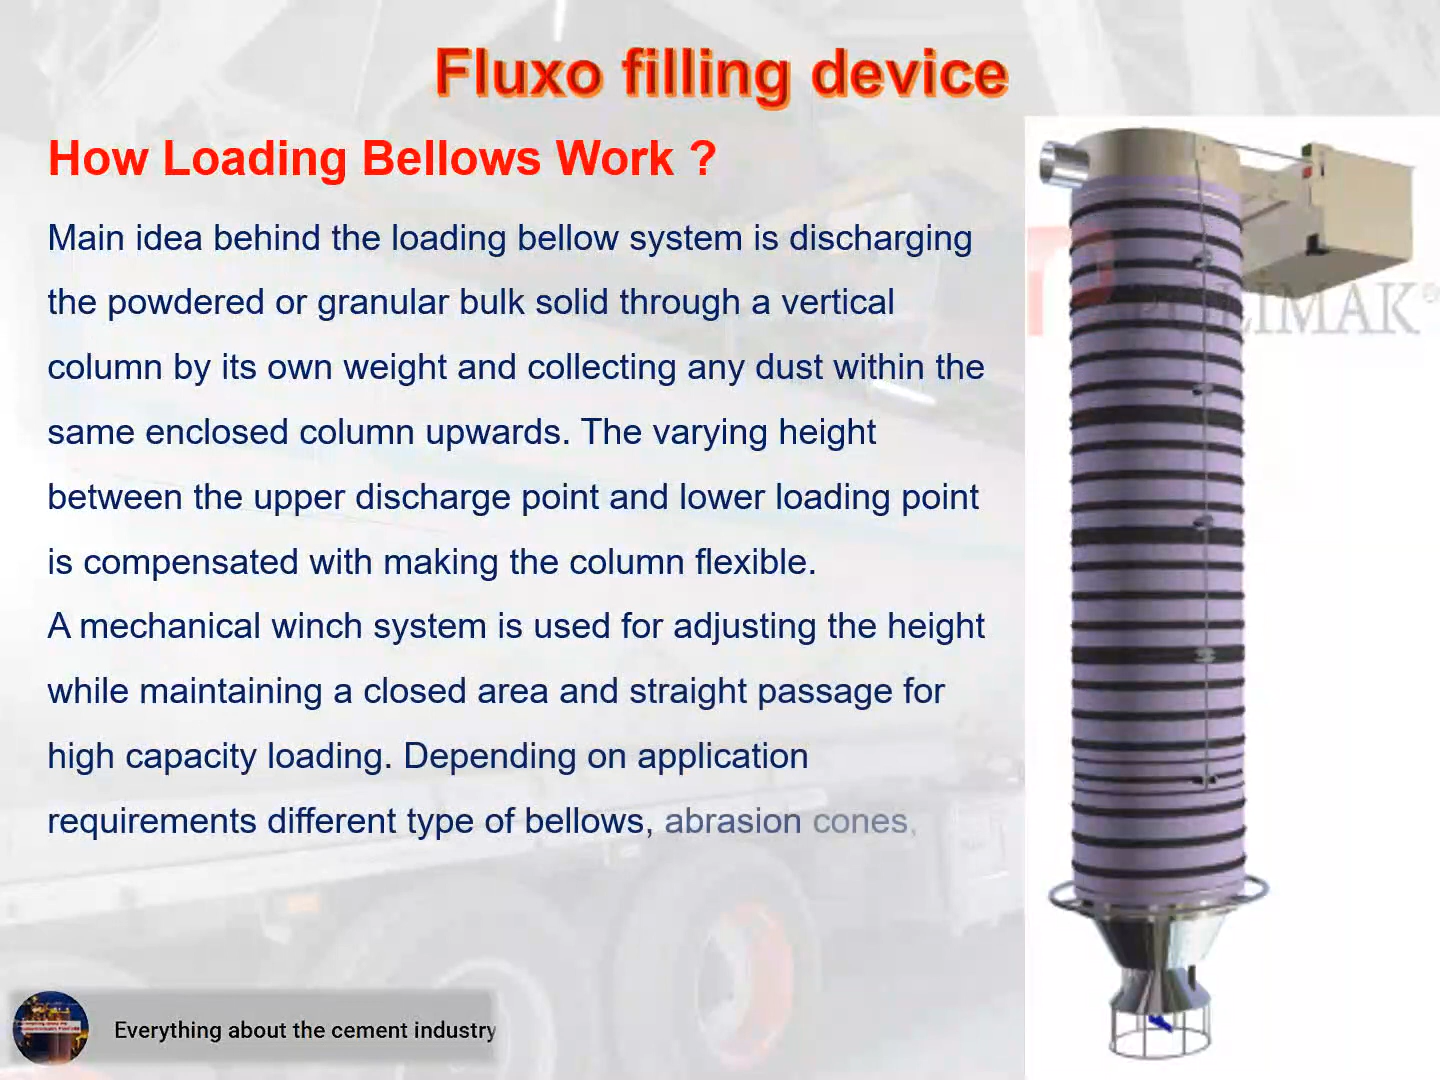 Fluxo filling device
How Loading Bellows Work ?
Main idea behind the loading bellow system is discharging
the powdered or granular bulk solid through a vertical
column by its own weight and collecting any dust within the
same enclosed column upwards. The varying height
between the upper discharge point and lower loading point
is compensated with making the column flexible.
A mechanical winch system is used for adjusting the height
while maintaining a closed area and straight passage for
high capacity loading. Depending on application
requirements different type of bellows, abrasion cones,
Everything about the cement industry